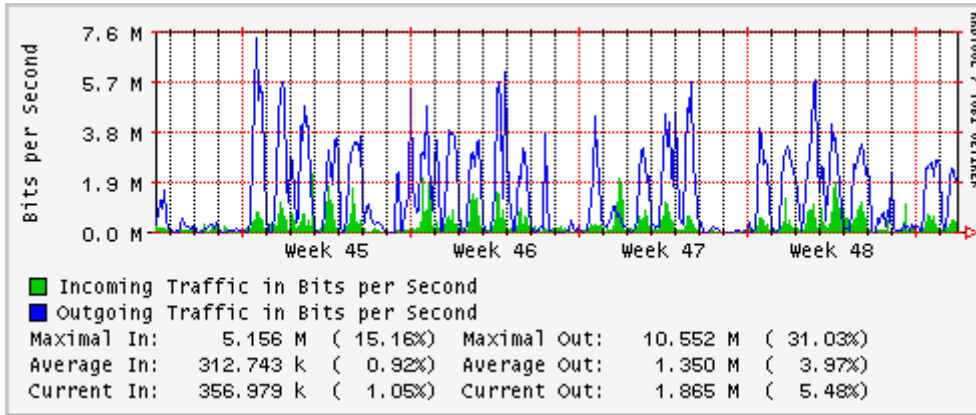 7.6 M
5.7 M
3.8 M
1.9 M
0.0 M
Bits per Second
Week 45 Week 46 Week 47 Week 48
Incoming Traffic in Bits per Second
Outgoing Traffic in Bits per Second
Maximal In: 5.156 M ( 15.16%) Maximal Out: 10.552 M ( 31.03%)
Average In: 312.743 k ( 0.92%) Average Out: 1.350 M ( 3.97%)
Current In: 356.979 k ( 1.05%) Current Out: 1.865 M ( 5.48%)